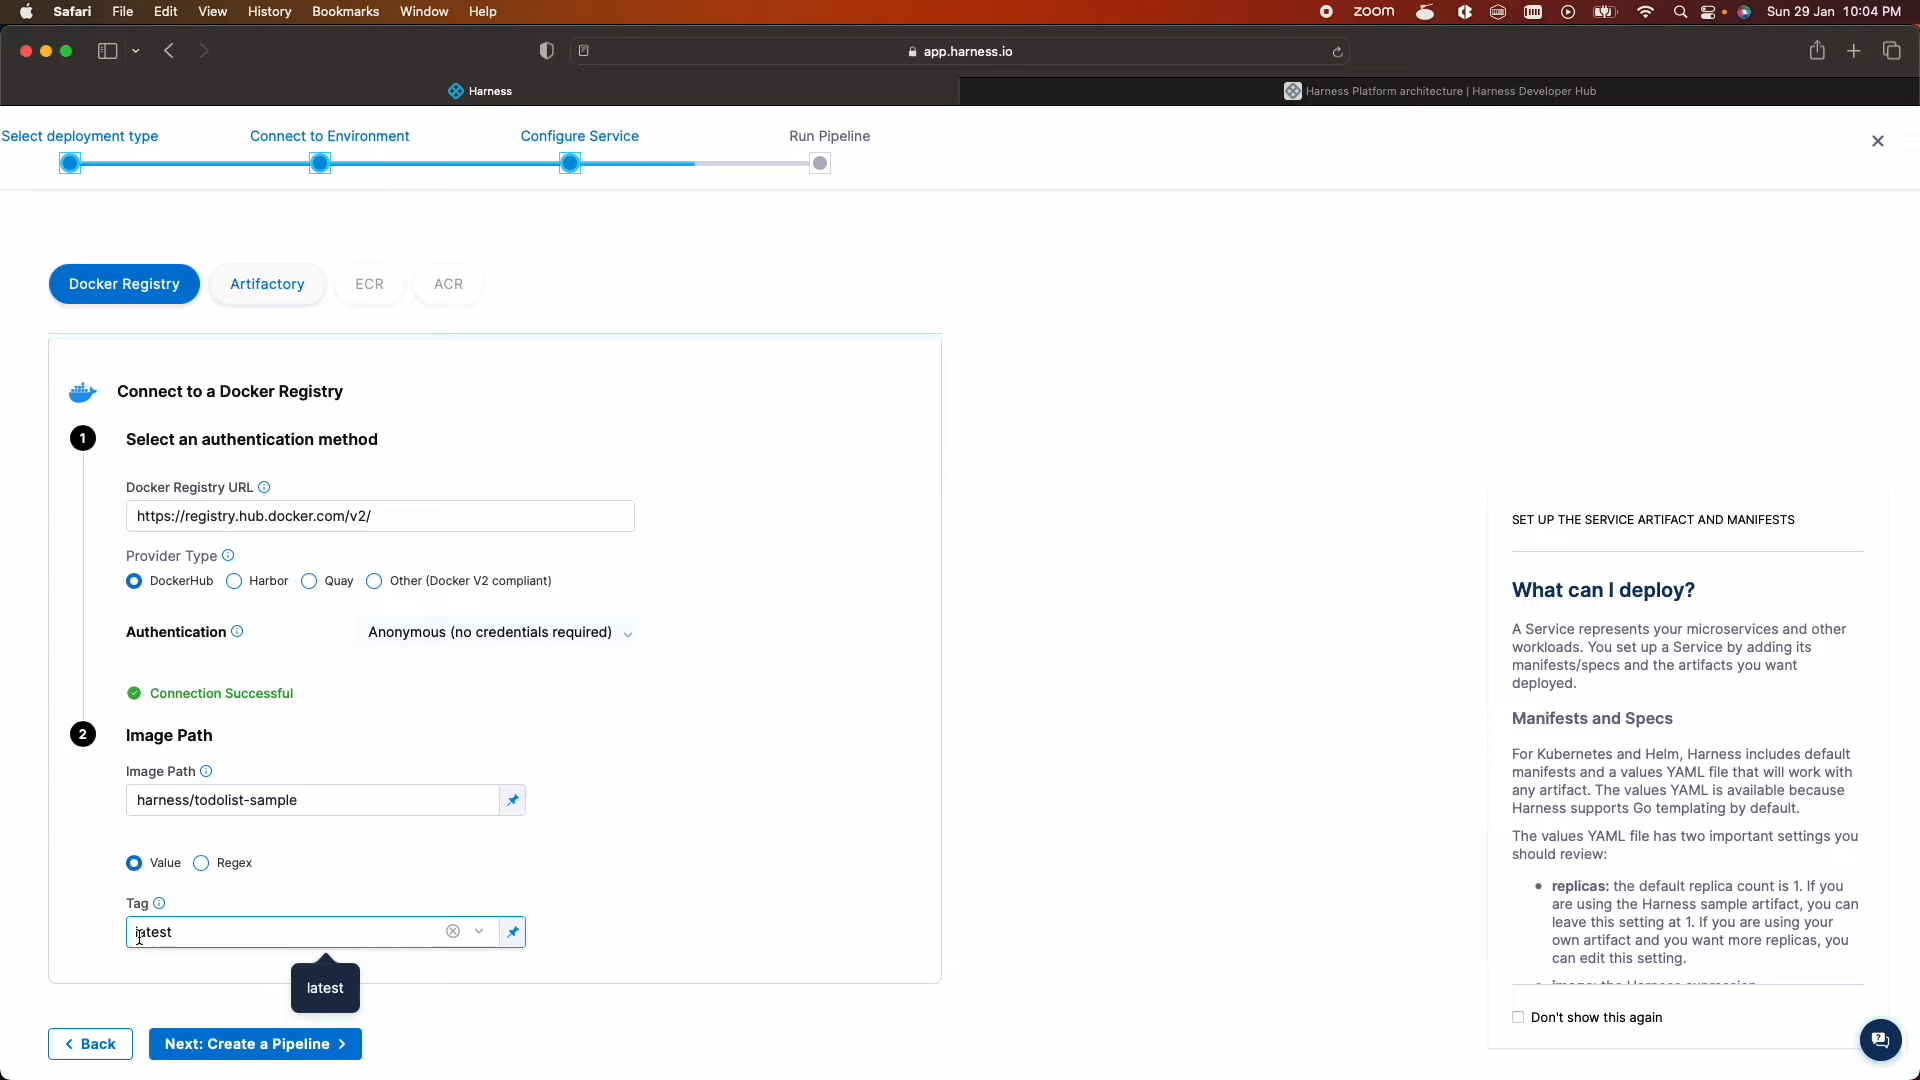 Safari File Edit View History Bookmarks Window Help
zoom Sun 29 Jan 10:04 PM
app.harness.io
Harness
Harness Platform architecture | Harness Developer Hub
Select deployment type
Connect to Environment
Configure Service
Run Pipeline
Docker Registry
Artifactory
ECR
ACR
Connect to a Docker Registry
1 Select an authentication method
Docker Registry URL
https://registry.hub.docker.com/v2/
Provider Type
DockerHub Harbor Quay Other (Docker V2 compliant)
Authentication Anonymous (no credentials required)
Connection Successful
2 Image Path
Image Path
harness/todolist-sample
Value Regex
Tag
latest
latest
Back
Next: Create a Pipeline
SET UP THE SERVICE ARTIFACT AND MANIFESTS
What can I deploy?
A Service represents your microservices and other
workloads. You set up a Service by adding its
manifests/specs and the artifacts you want
deployed.
Manifests and Specs
For Kubernetes and Helm, Harness includes default
manifests and a values YAML file that will work with
any artifact. The values YAML is available because
Harness supports Go templating by default.
The values YAML file has two important settings you
should review:
• replicas: the default replica count is 1. If you
are using the Harness sample artifact, you can
leave this setting at 1. If you are using your
own artifact and you want more replicas, you
can edit this setting.
Don't show this again